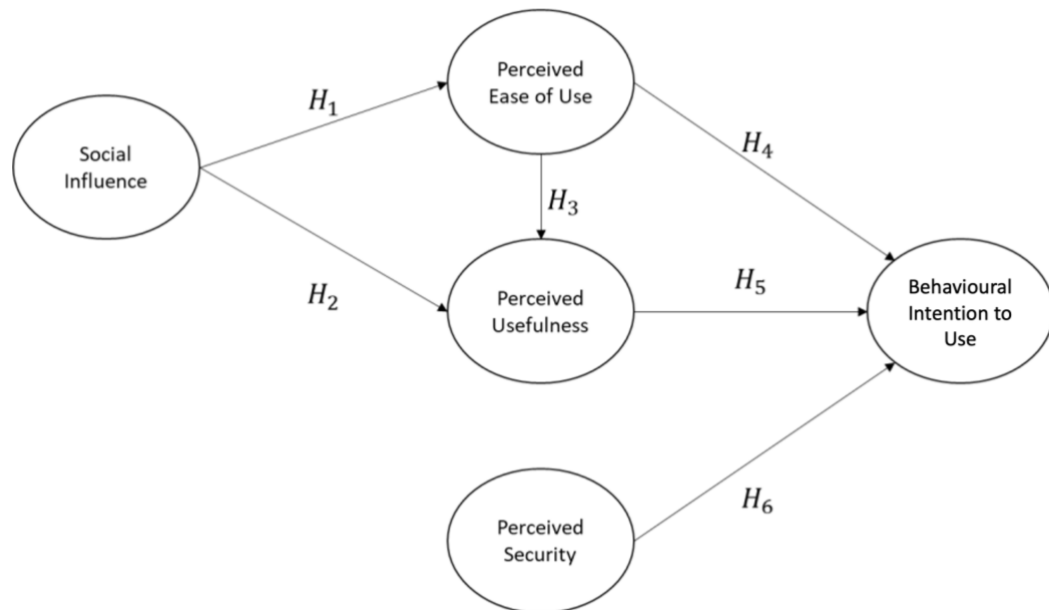 Perceived
Ease of Use
H₁
Social
Influence
H₄
H₃
H₂
Perceived
Usefulness
H₅
Behavioural
Intention to
Use
Perceived
Security
H₆